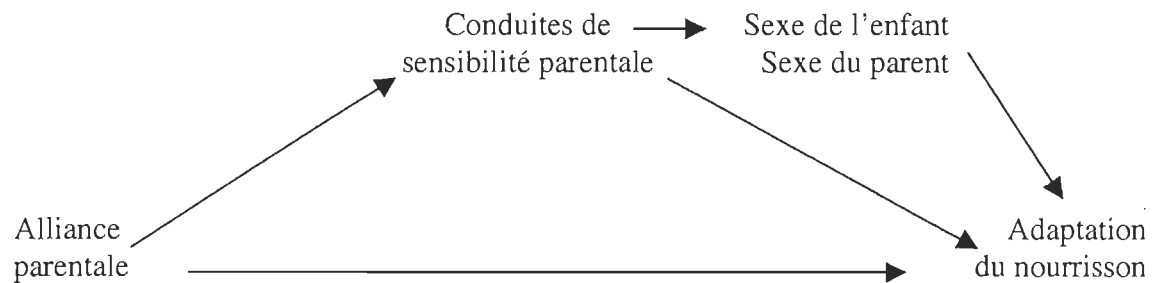 Conduites de
sensibilité parentale
Sexe de l'enfant
Sexe du parent
Alliance
parentale
Adaptation
du nourrisson